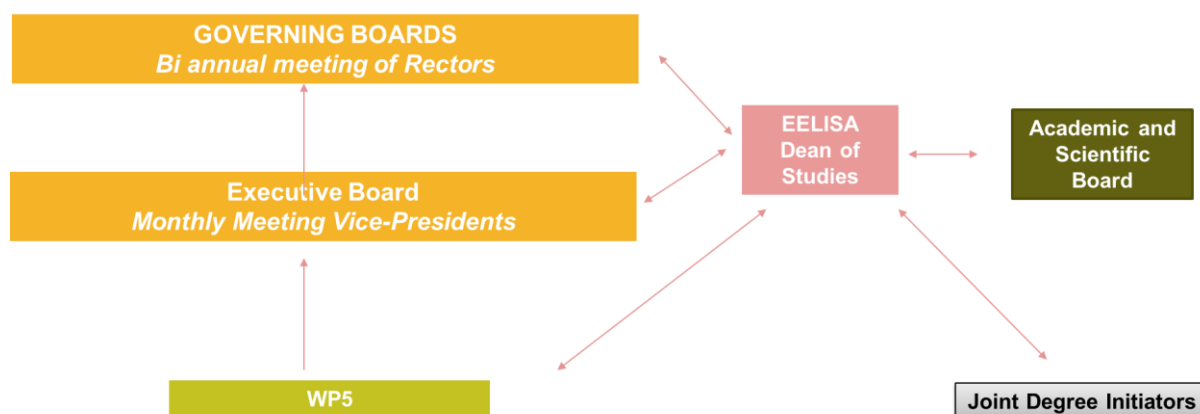 GOVERNING BOARDS
Bi annual meeting of Rectors
EELISA
Dean of
Studies
Academic and
Scientific
Board
Executive Board
Monthly Meeting Vice-Presidents
WP5
Joint Degree Initiators